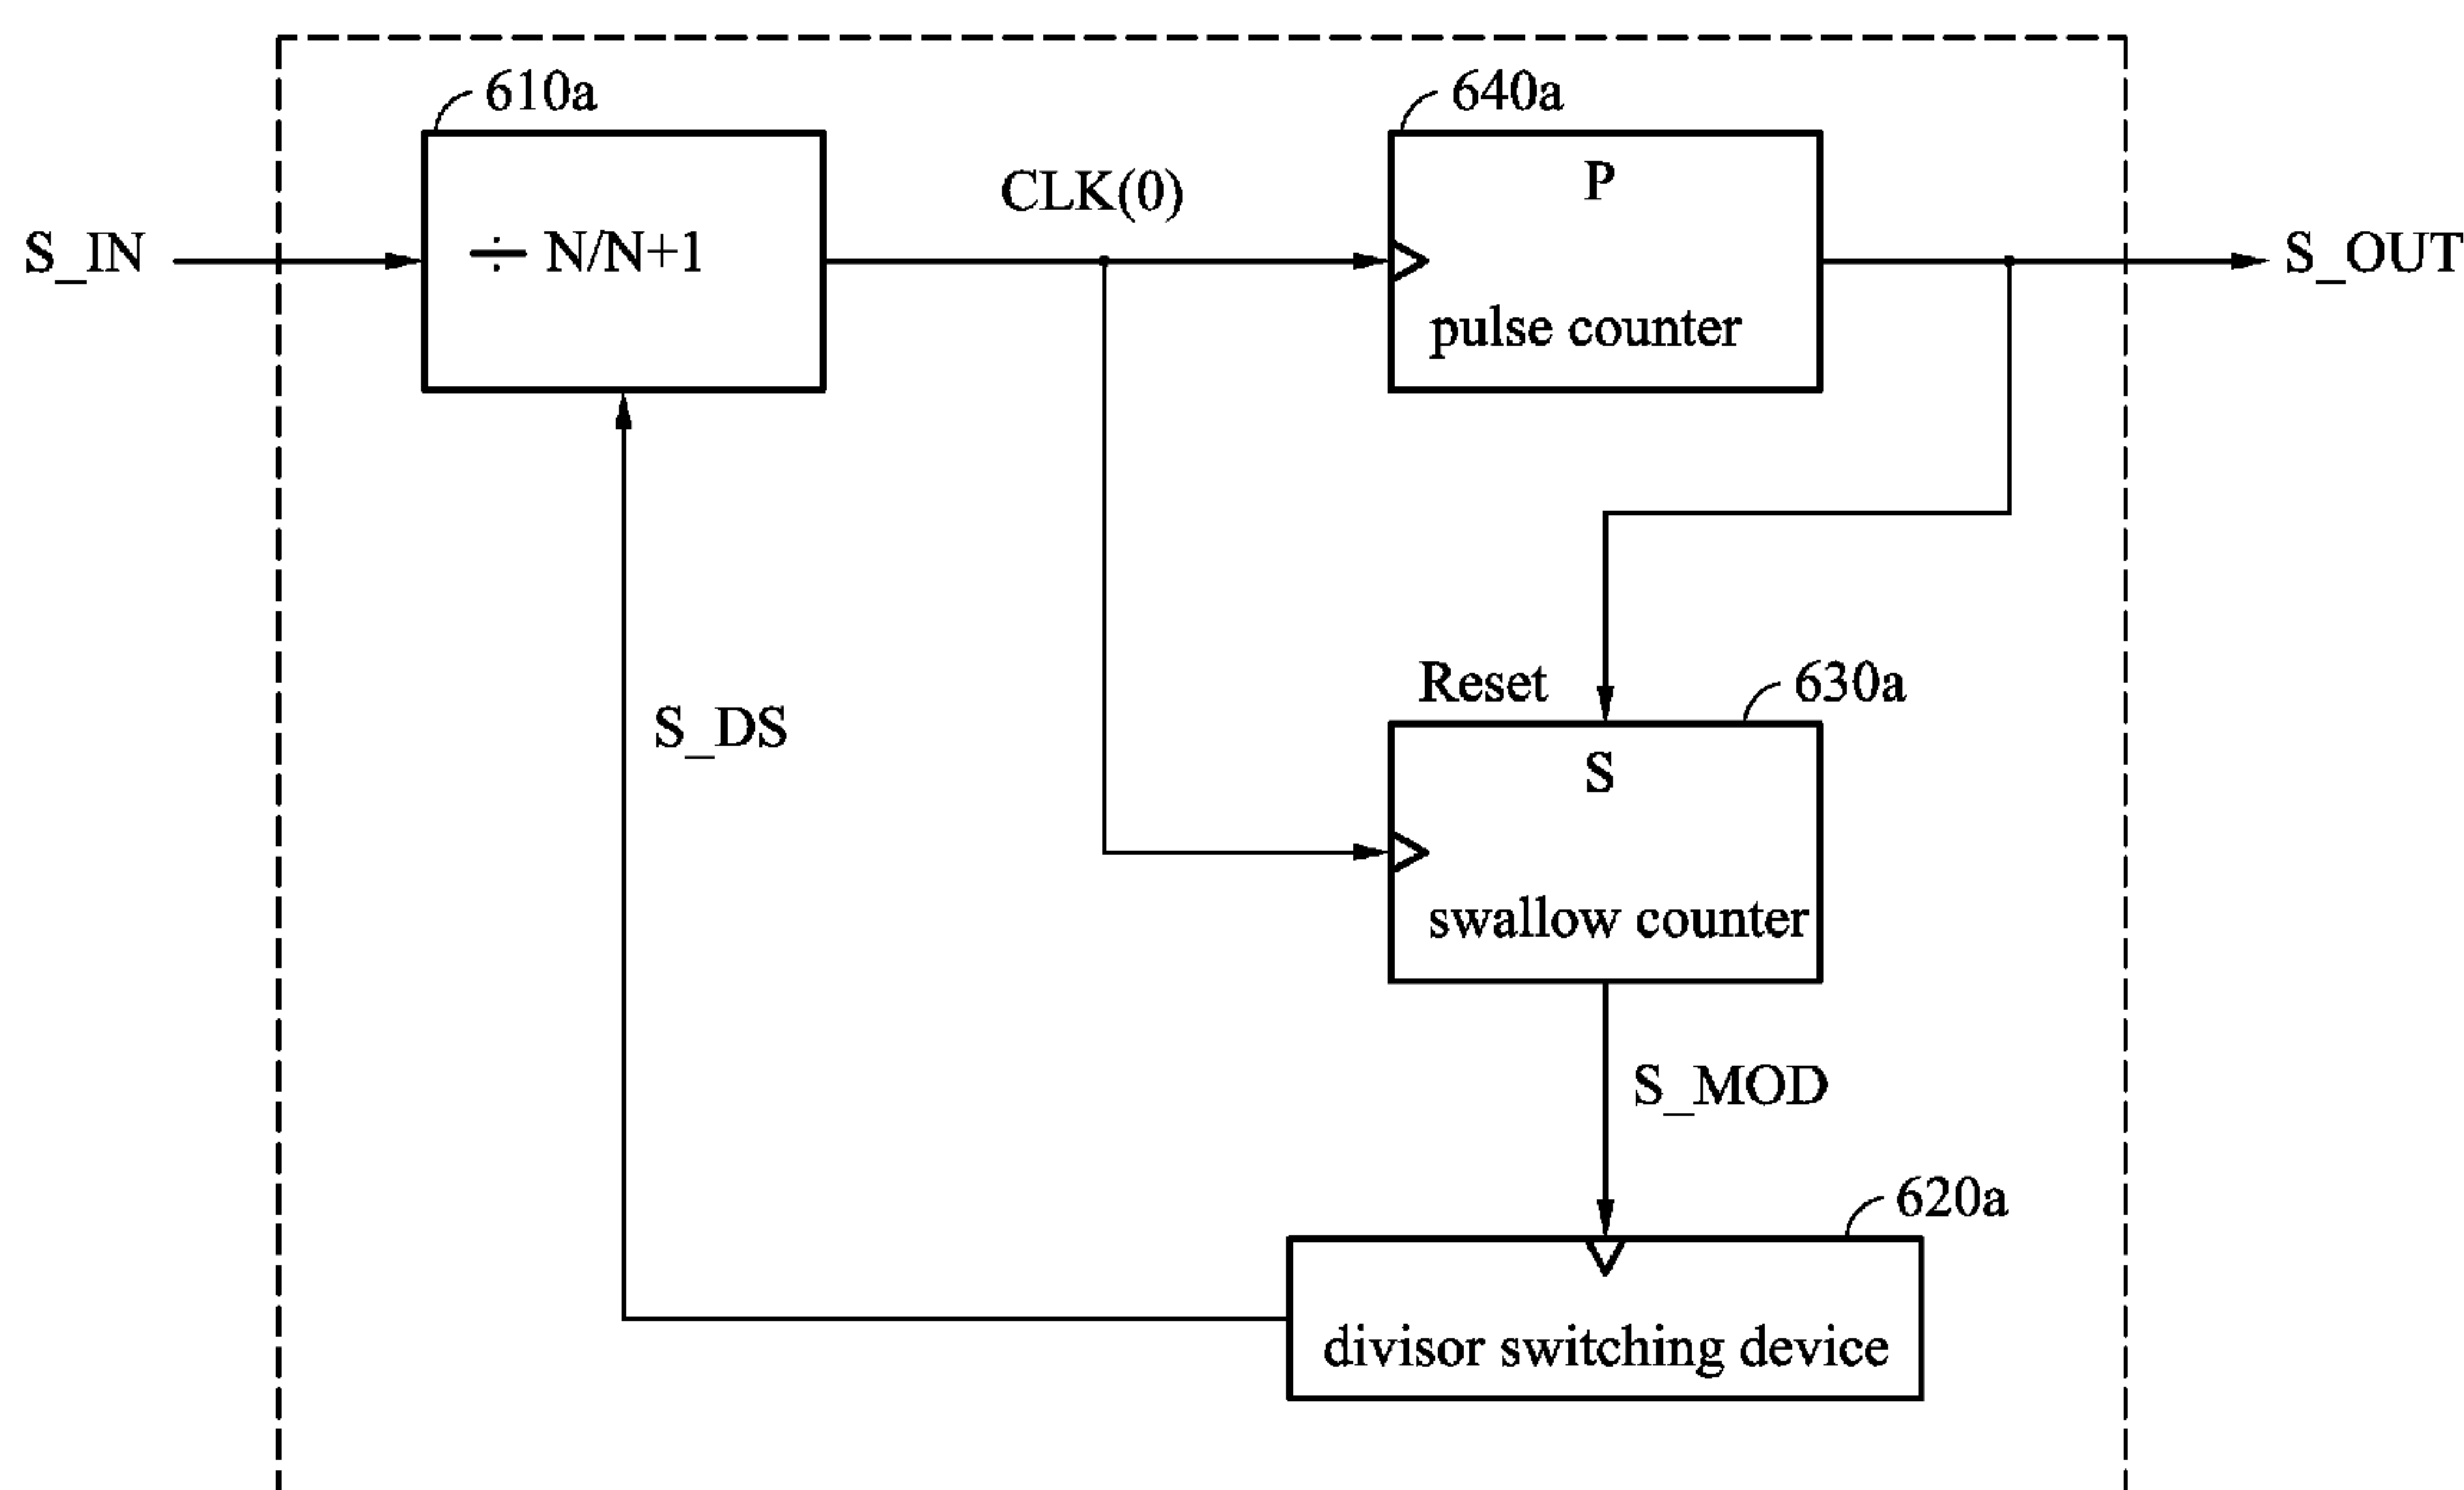 610a
640a
CLK(0)
P
S_IN
÷ N/N+1
S_OUT
pulse counter
Reset
630a
S_DS
S
swallow counter
S_MOD
620a
divisor switching device